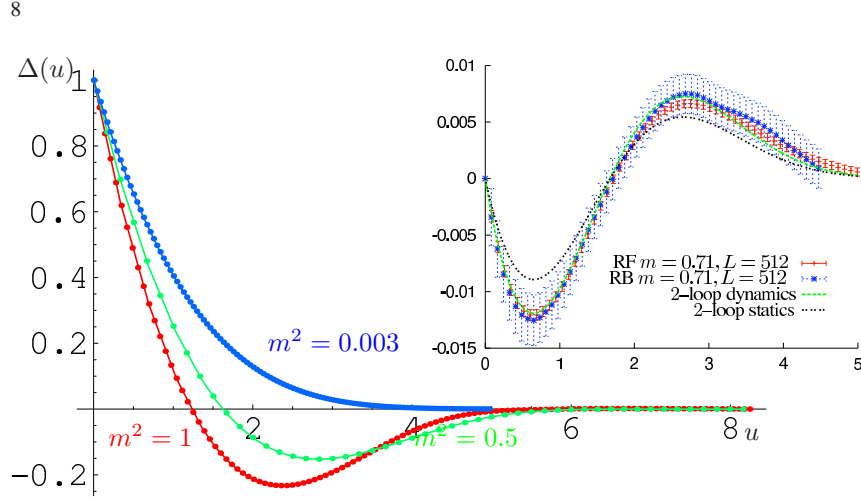 8
Δ(u)
1
0.8
0.6
0.4
0.2
-0.2
2
4
6
8
u
m² = 0.003
m² = 1
m² = 0.5
0.01
0.005
0
-0.005
-0.01
-0.015
0
1
2
3
4
5
RF m = 0.71, L = 512
RB m = 0.71, L = 512
2-loop dynamics
2-loop statics